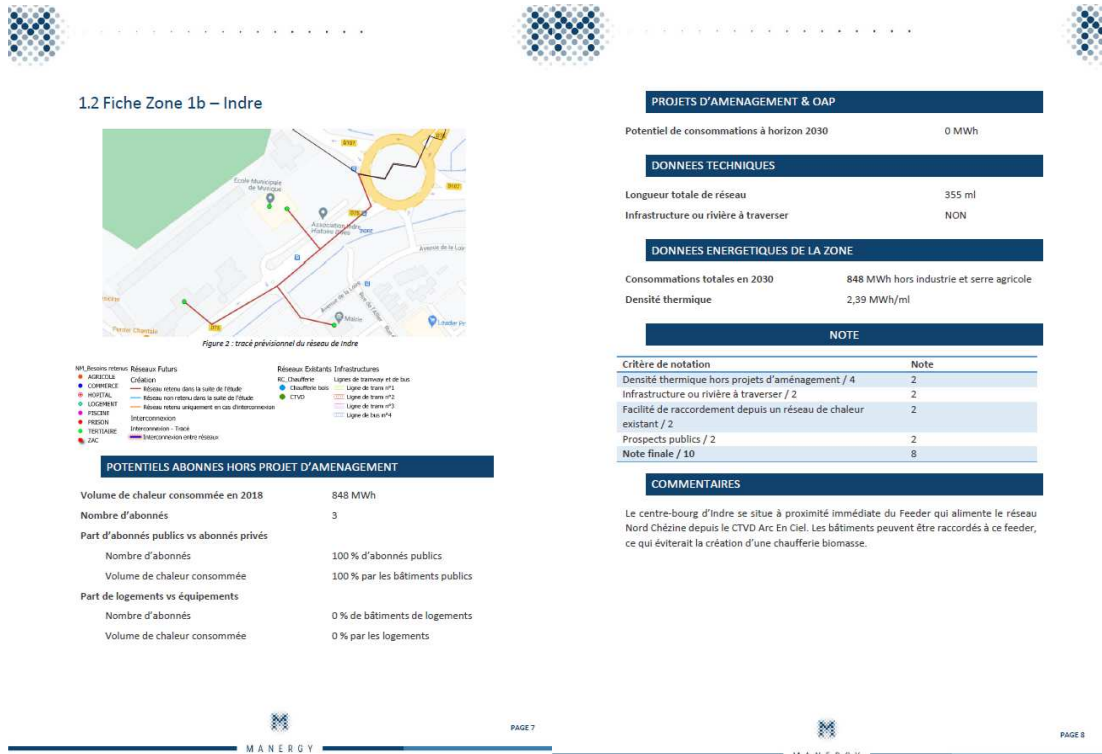 1.2 Fiche Zone 1b – Indre
B101
D75
Ecole Municipale
de Musique
Association Indre
Histoire d'Iles
Avenue de la Loire
Mairie
D75
Figure 2 : tracé prévisionnel du réseau de Indre
NM_Besoins retenus
AGRICOLE
COMMERCE
HOPITAL
LOGEMENT
PISCINE
PRISON
TERTIAIRE
ZAC
Réseaux Futurs
Création
Réseau retenu dans la suite de l'étude
Réseau non retenu dans la suite de l'étude
Réseau retenu uniquement en cas d'interconnexion
Interconnexion
Interconnexion - Tracé
Interconnexion entre réseaux
Réseaux Existants
RC_Chaufferie
Chaufferie bois
CTVD
Infrastructures
Lignes de tramway et de bus
Ligne de tram n°1
Ligne de tram n°2
Ligne de tram n°3
Ligne de bus n°4
POTENTIELS ABONNES HORS PROJET D'AMENAGEMENT
Volume de chaleur consommée en 2018 848 MWh
Nombre d'abonnés 3
Part d'abonnés publics vs abonnés privés
Nombre d'abonnés 100 % d'abonnés publics
Volume de chaleur consommée 100 % par les bâtiments publics
Part de logements vs équipements
Nombre d'abonnés 0 % de bâtiments de logements
Volume de chaleur consommée 0 % par les logements
MANERGY
PAGE 7
PROJETS D'AMENAGEMENT & OAP
Potentiel de consommations à horizon 2030 0 MWh
DONNEES TECHNIQUES
Longueur totale de réseau 355 ml
Infrastructure ou rivière à traverser NON
DONNEES ENERGETIQUES DE LA ZONE
Consommations totales en 2030 848 MWh hors industrie et serre agricole
Densité thermique 2,39 MWh/ml
NOTE
Critère de notation Note
Densité thermique hors projets d'aménagement / 4 2
Infrastructure ou rivière à traverser / 2 2
Facilité de raccordement depuis un réseau de chaleur 2
existant / 2
Prospects publics / 2 2
Note finale / 10 8
COMMENTAIRES
Le centre-bourg d'Indre se situe à proximité immédiate du Feeder qui alimente le réseau
Nord Chézine depuis le CTVD Arc En Ciel. Les bâtiments peuvent être raccordés à ce feeder,
ce qui éviterait la création d'une chaufferie biomasse.
PAGE 8